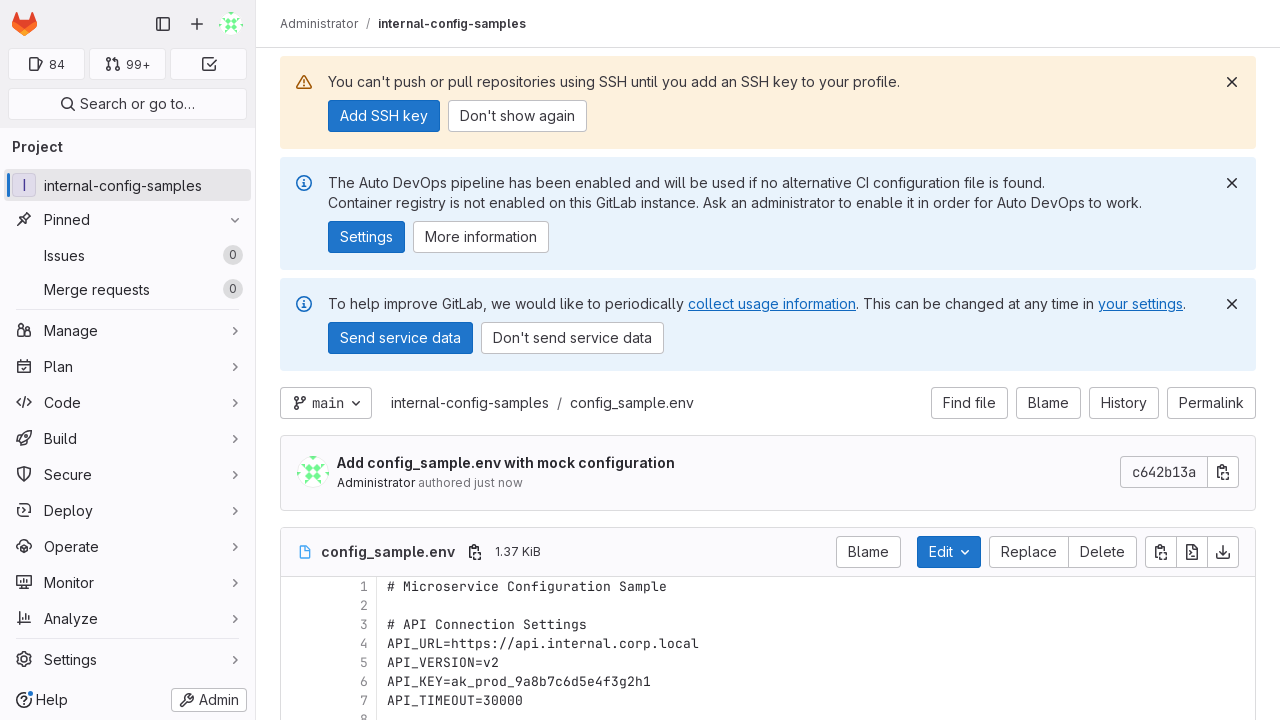 Administrator / internal-config-samples
84
99+
Search or go to…
Project
I internal-config-samples
Pinned
Issues 0
Merge requests 0
Manage
Plan
Code
Build
Secure
Deploy
Operate
Monitor
Analyze
Settings
Help
Admin
You can't push or pull repositories using SSH until you add an SSH key to your profile.
Add SSH key Don't show again
The Auto DevOps pipeline has been enabled and will be used if no alternative CI configuration file is found.
Container registry is not enabled on this GitLab instance. Ask an administrator to enable it in order for Auto DevOps to work.
Settings More information
To help improve GitLab, we would like to periodically collect usage information. This can be changed at any time in your settings.
Send service data Don't send service data
main internal-config-samples / config_sample.env Find file Blame History Permalink
Add config_sample.env with mock configuration
Administrator authored just now
c642b13a
config_sample.env 1.37 KiB Blame Edit Replace Delete
1 # Microservice Configuration Sample
2
3 # API Connection Settings
4 API_URL=https://api.internal.corp.local
5 API_VERSION=v2
6 API_KEY=ak_prod_9a8b7c6d5e4f3g2h1
7 API_TIMEOUT=30000
8